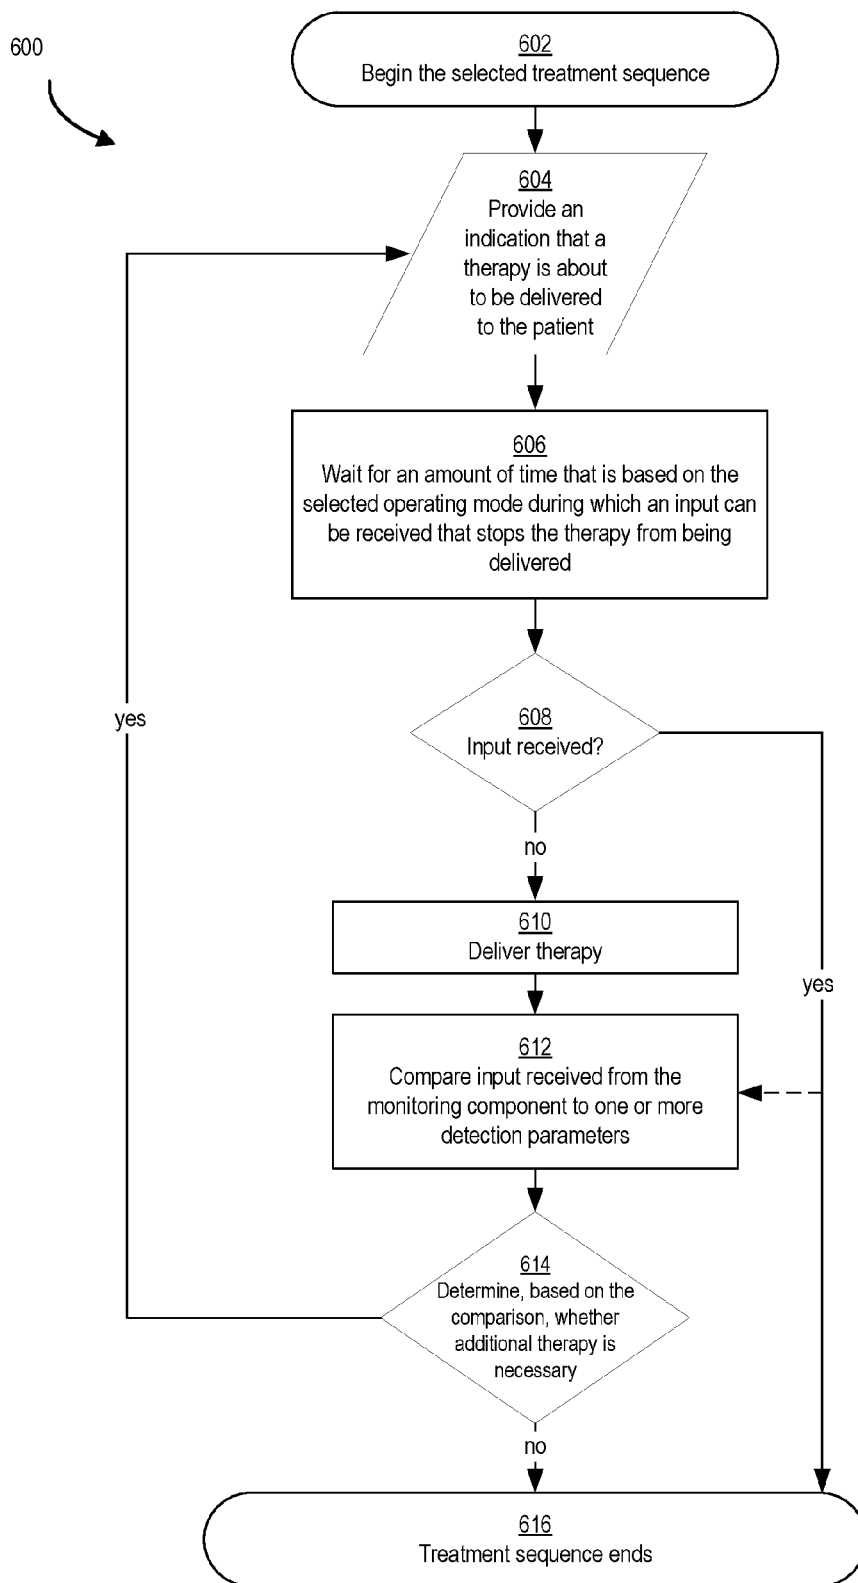 600
602
Begin the selected treatment sequence
604
Provide an
indication that a
therapy is about
to be delivered
to the patient
606
Wait for an amount of time that is based on the
selected operating mode during which an input can
be received that stops the therapy from being
delivered
608
Input received?
yes
no
610
Deliver therapy
yes
612
Compare input received from the
monitoring component to one or more
detection parameters
614
Determine, based on the
comparison, whether
additional therapy is
necessary
no
616
Treatment sequence ends